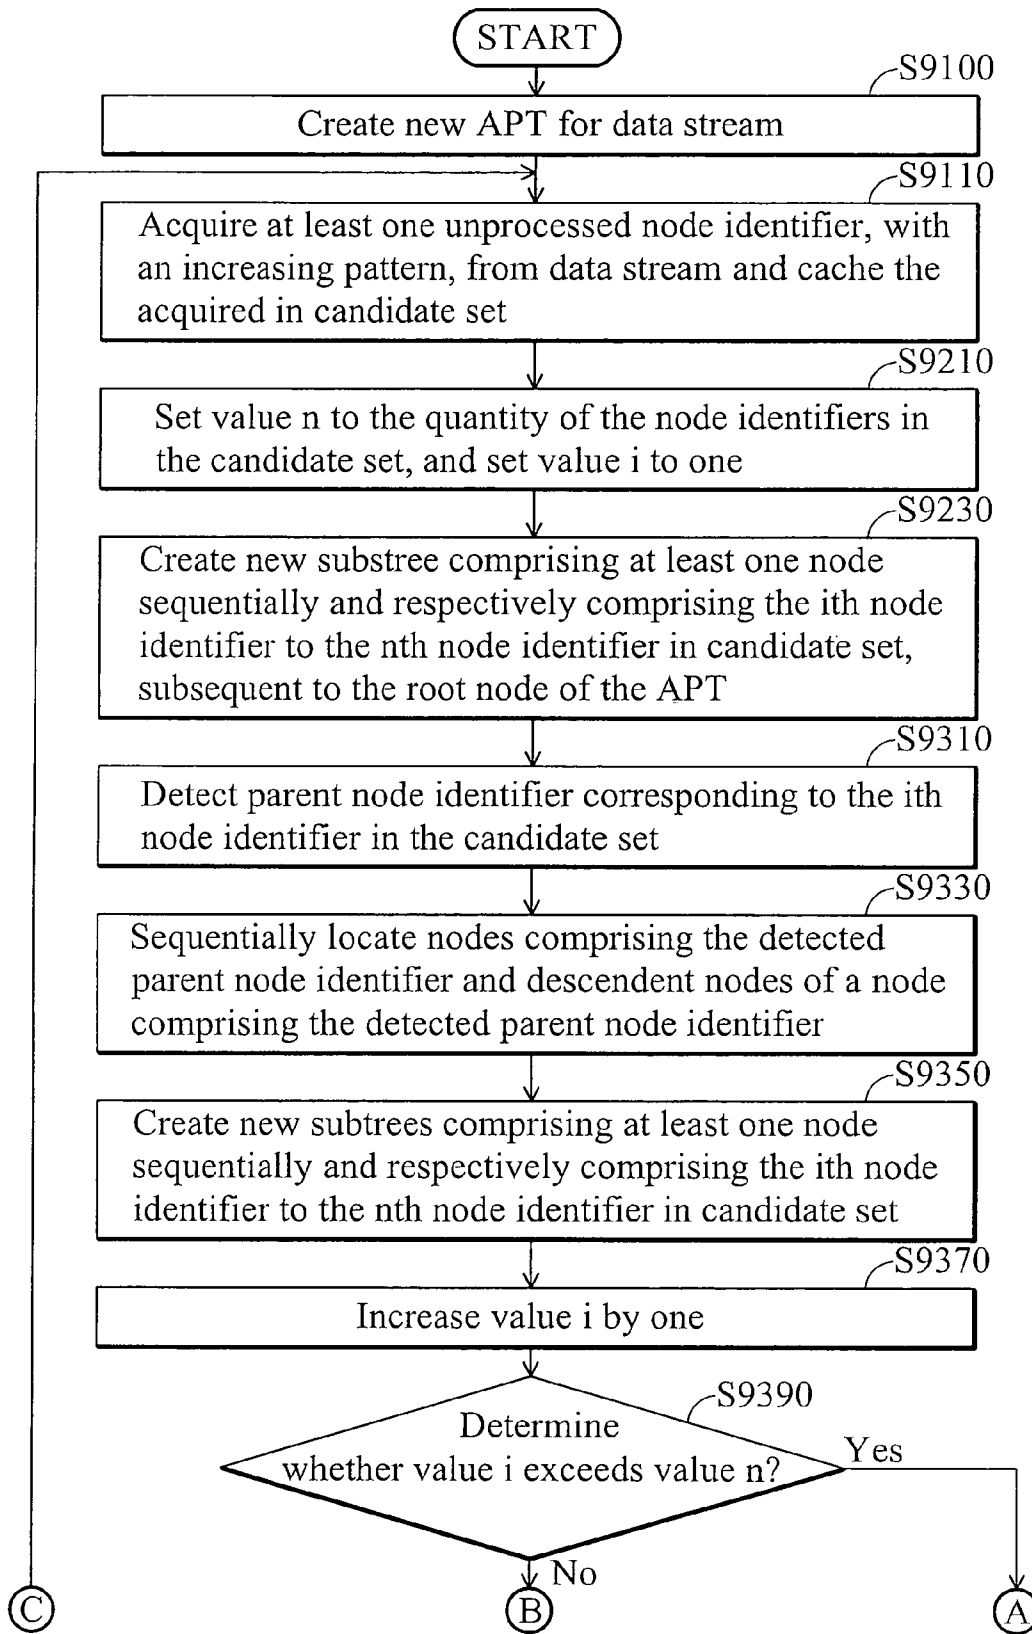 START
S9100
Create new APT for data stream
S9110
Acquire at least one unprocessed node identifier, with
an increasing pattern, from data stream and cache the
acquired in candidate set
S9210
Set value n to the quantity of the node identifiers in
the candidate set, and set value i to one
S9230
Create new substree comprising at least one node
sequentially and respectively comprising the ith node
identifier to the nth node identifier in candidate set,
subsequent to the root node of the APT
S9310
Detect parent node identifier corresponding to the ith
node identifier in the candidate set
S9330
Sequentially locate nodes comprising the detected
parent node identifier and descendent nodes of a node
comprising the detected parent node identifier
S9350
Create new subtrees comprising at least one node
sequentially and respectively comprising the ith node
identifier to the nth node identifier in candidate set
S9370
Increase value i by one
S9390
Determine
whether value i exceeds value n?
Yes
No
C
B
A